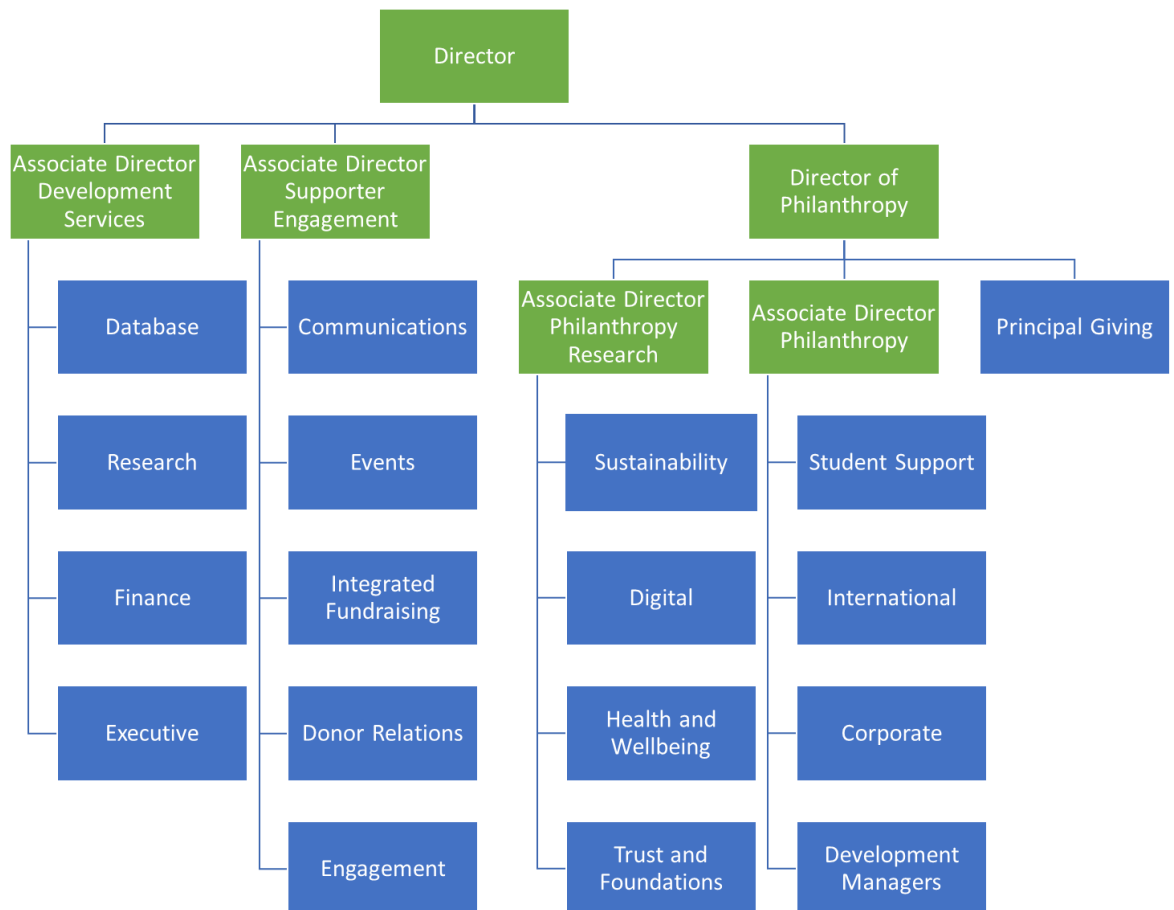 Director
Associate Director
Development
Services
Associate Director
Supporter
Engagement
Director of
Philanthropy
Associate Director
Philanthropy
Research
Associate Director
Philanthropy
Principal Giving
Database
Research
Finance
Executive
Communications
Events
Integrated
Fundraising
Donor Relations
Engagement
Sustainability
Digital
Health and
Wellbeing
Trust and
Foundations
Student Support
International
Corporate
Development
Managers